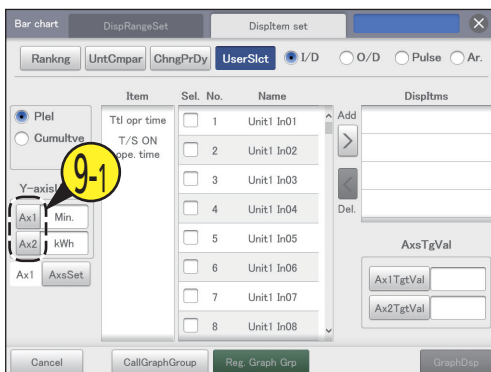 Bar chart DispRangeSet DispItem set
Rankng UntCmpar ChngPrDy UserSlct I/D O/D Pulse Ar.
Item Sel. No. Name DispItms
Plel
Cumultve
Ttl opr time
T/S ON
ope. time
1 Unit1 In01
2 Unit1 In02
3 Unit1 In03
4 Unit1 In04
5 Unit1 In05
6 Unit1 In06
7 Unit1 In07
8 Unit1 In08
Add
Del.
9-1
Ax1 Min.
Ax2 kWh
Ax1 AxsSet
AxsTgVal
Ax1TgtVal
Ax2TgtVal
Cancel CallGraphGroup Reg. Graph Grp GraphDsp